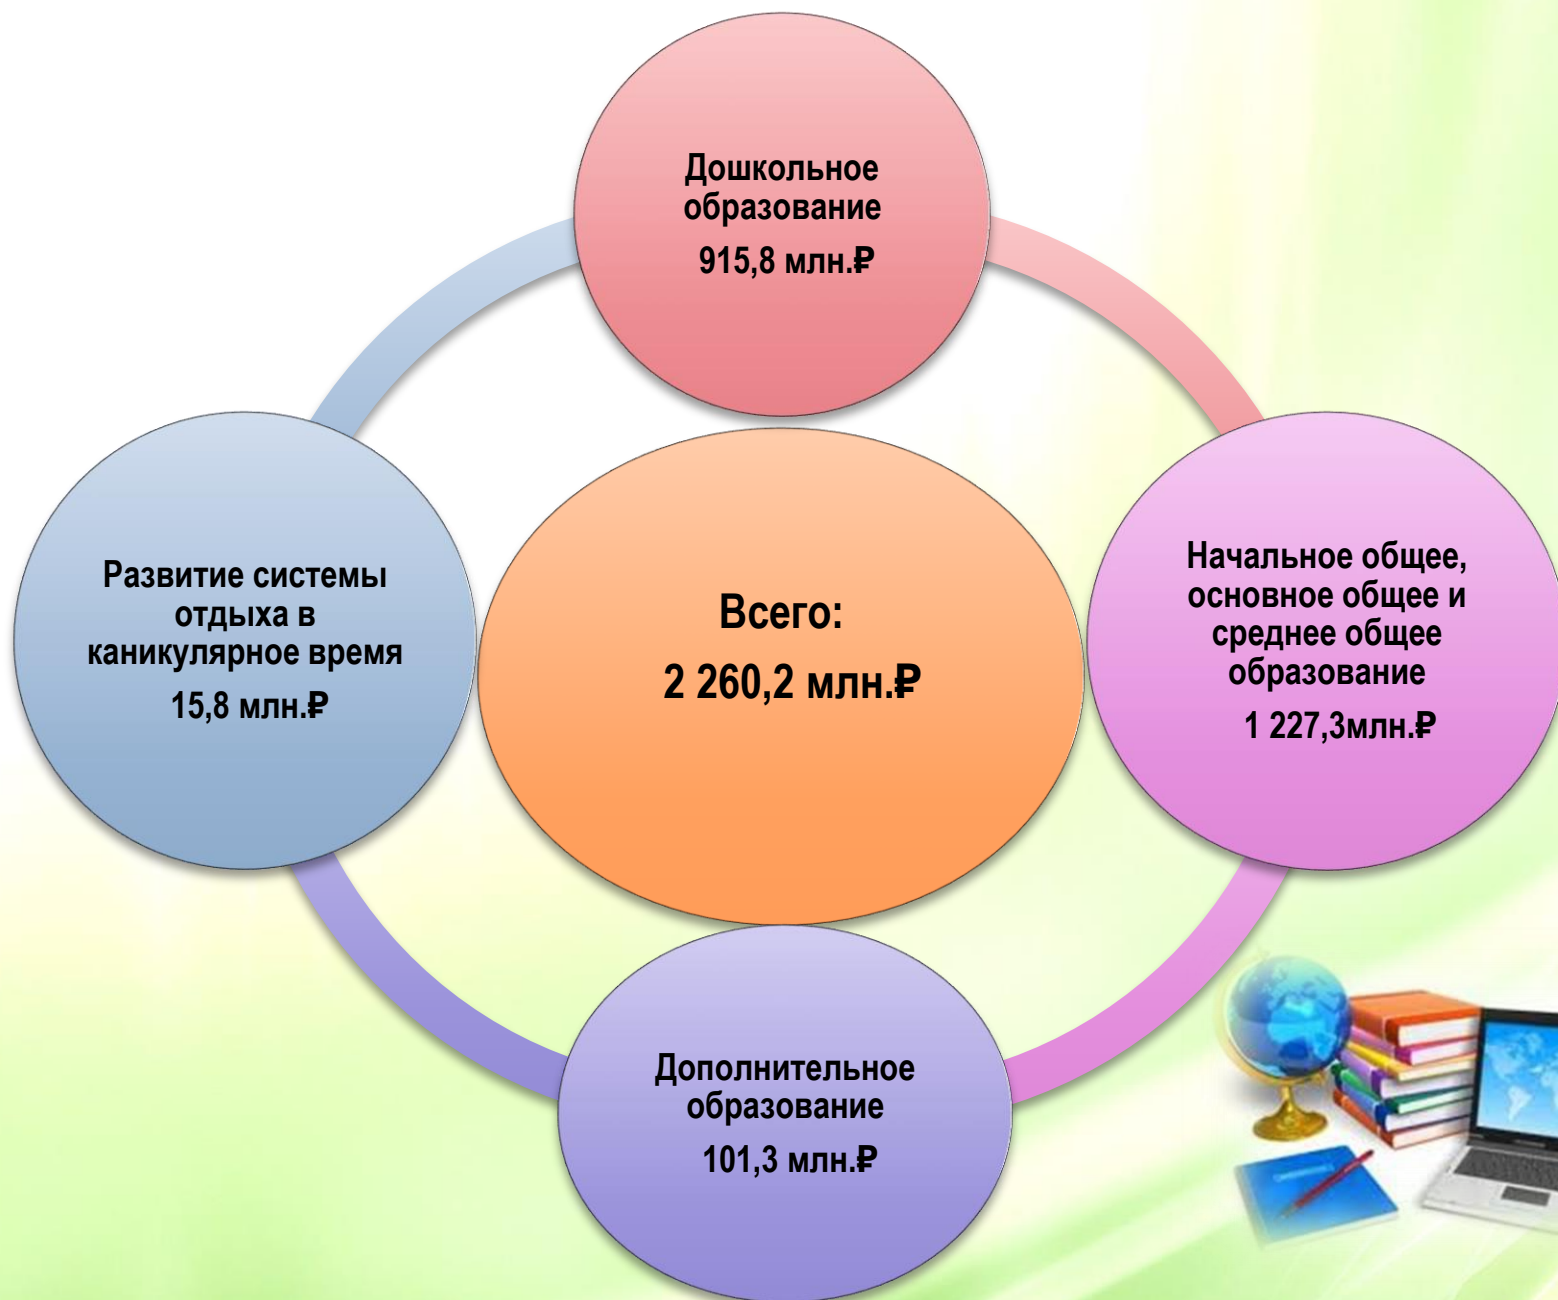 Дошкольное
образование
915,8 млн.₽
Развитие системы
отдыха в
каникулярное время
15,8 млн.₽
Всего:
2 260,2 млн.₽
Начальное общее,
основное общее и
среднее общее
образование
1 227,3млн.₽
Дополнительное
образование
101,3 млн.₽